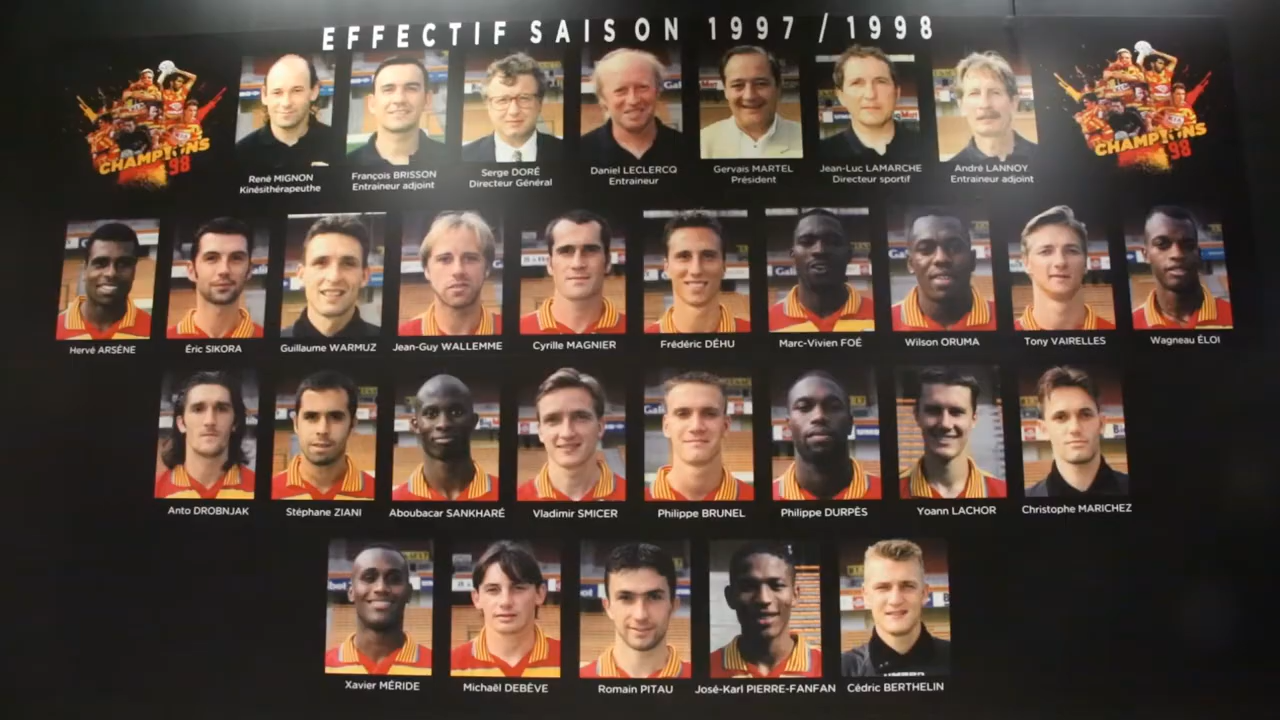 EFFECTIF SAISON 1997 / 1998
CHAMPIONS
98
René MIGNON
Kinésithérapeuthe
François BRISSON
Entraineur adjoint
Serge DORÉ
Directeur Général
Daniel LECLERCQ
Entraineur
Gervais MARTEL
Président
Jean-Luc LAMARCHE
Directeur sportif
André LANNOY
Entraineur adjoint
CHAMPIONS
98
Hervé ARSÈNE
Éric SIKORA
Guillaume WARMUZ
Jean-Guy WALLEMME
Cyrille MAGNIER
Frédéric DÉHU
Marc-Vivien FOÉ
Wilson ORUMA
Tony VAIRELLES
Wagneau ÉLOI
Anto DROBNJAK
Stéphane ZIANI
Aboubacar SANKHARÉ
Vladimir SMICER
Philippe BRUNEL
Philippe DURPÈS
Yoann LACHOR
Christophe MARICHEZ
Xavier MÉRIDE
Michaël DEBÈVE
Romain PITAU
José-Karl PIERRE-FANFAN
Cédric BERTHELIN